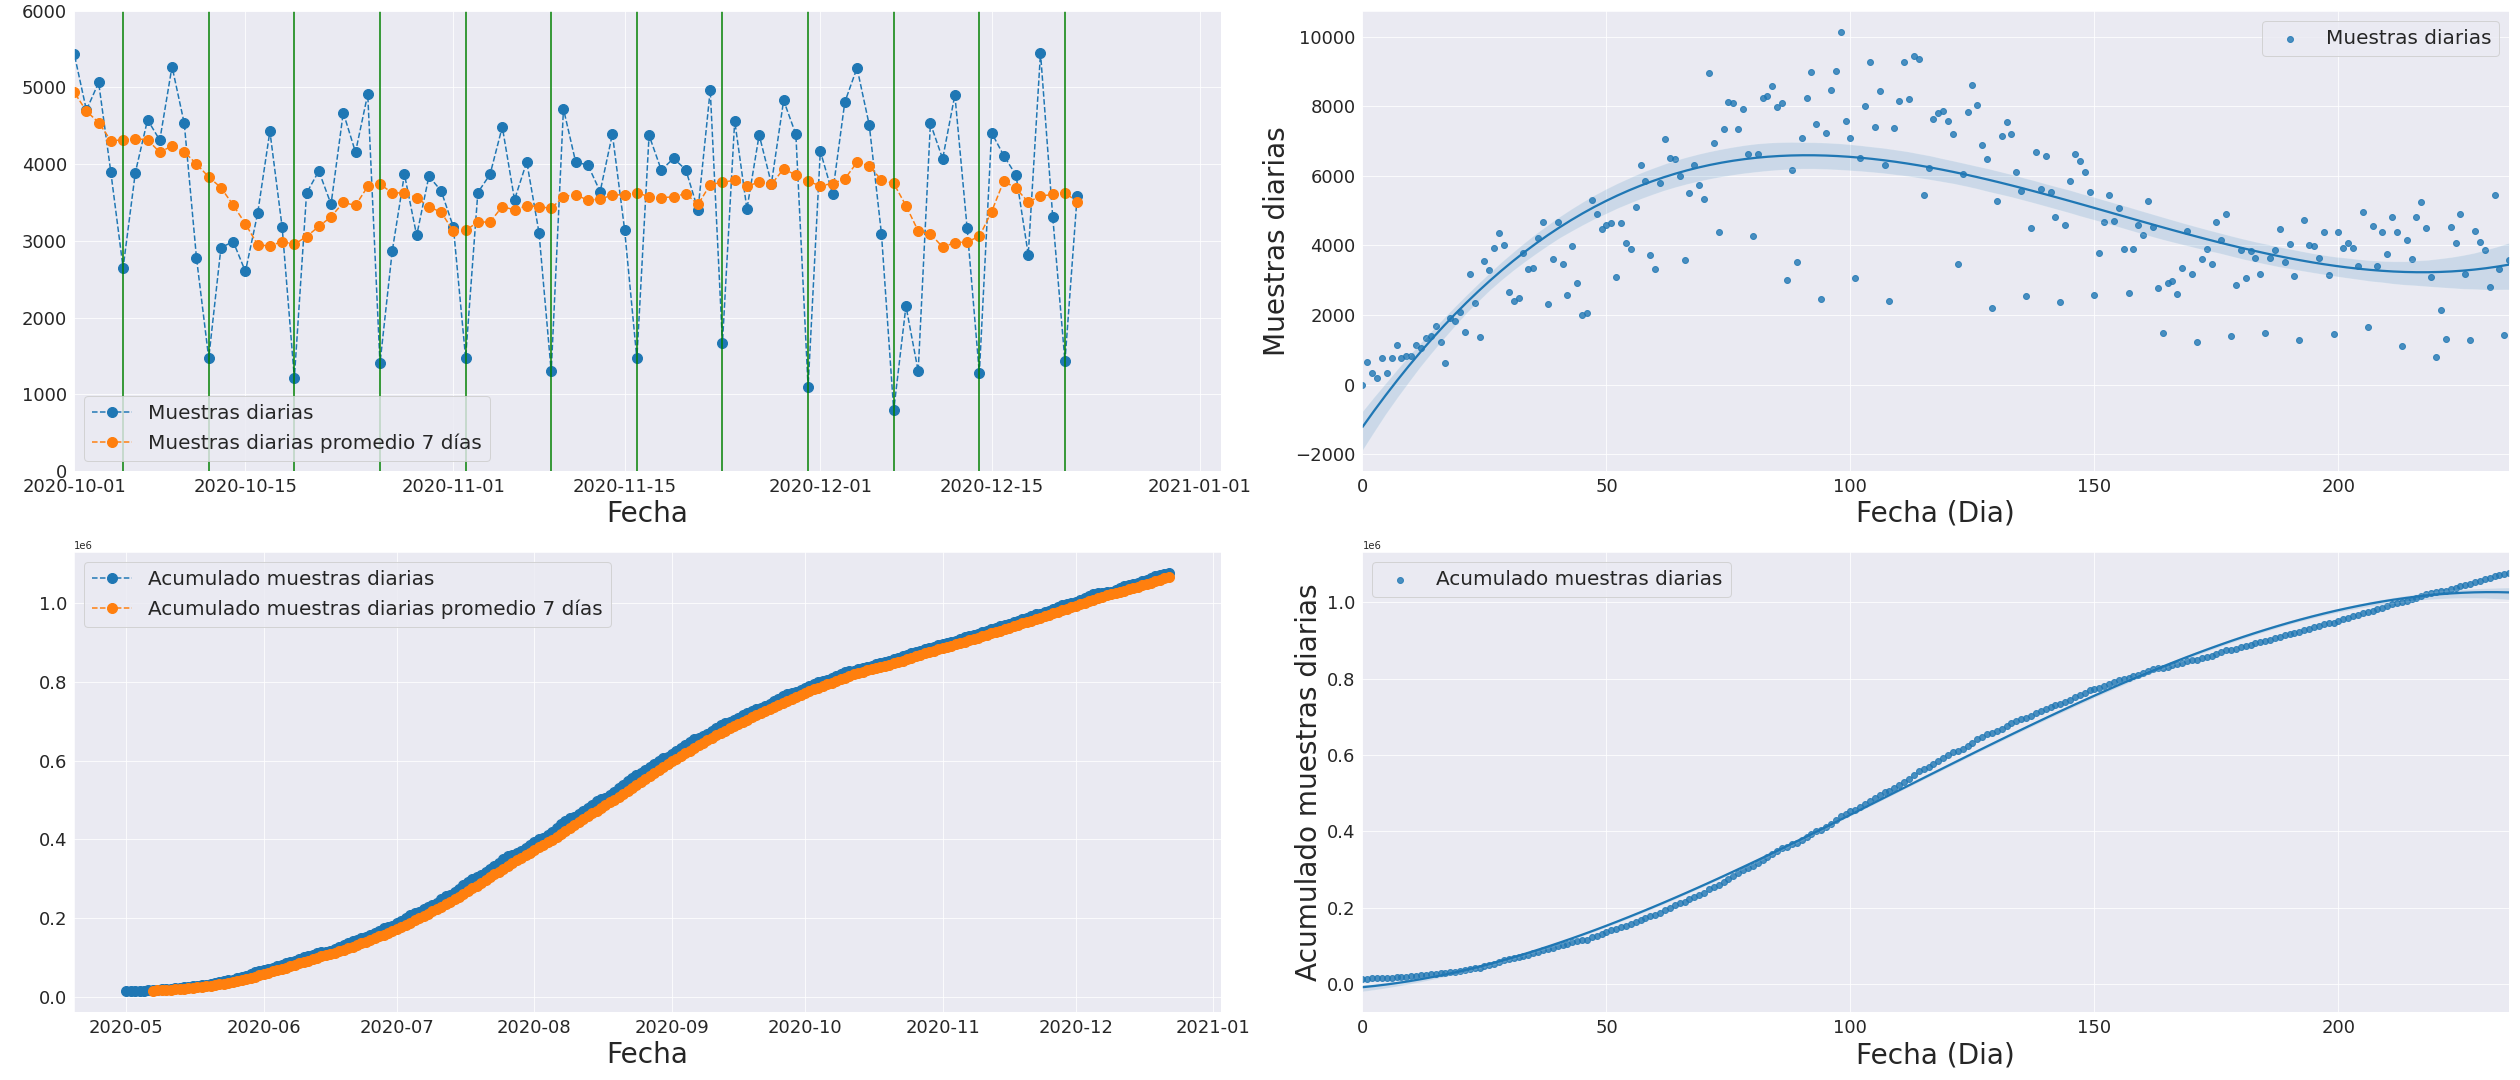 6000
5000
4000
3000
2000
1000
0
Muestras diarias
Muestras diarias promedio 7 días
2020-10-01 2020-10-15 2020-11-01 2020-11-15 2020-12-01 2020-12-15 2021-01-01
Fecha
Muestras diarias
10000
8000
6000
4000
2000
0
−2000
Muestras diarias
0 50 100 150 200
Fecha (Dia)
1e6
1.0
0.8
0.6
0.4
0.2
0.0
Acumulado muestras diarias
Acumulado muestras diarias promedio 7 días
2020-05 2020-06 2020-07 2020-08 2020-09 2020-10 2020-11 2020-12 2021-01
Fecha
Acumulado muestras diarias
1e6
1.0
0.8
0.6
0.4
0.2
0.0
Acumulado muestras diarias
0 50 100 150 200
Fecha (Dia)